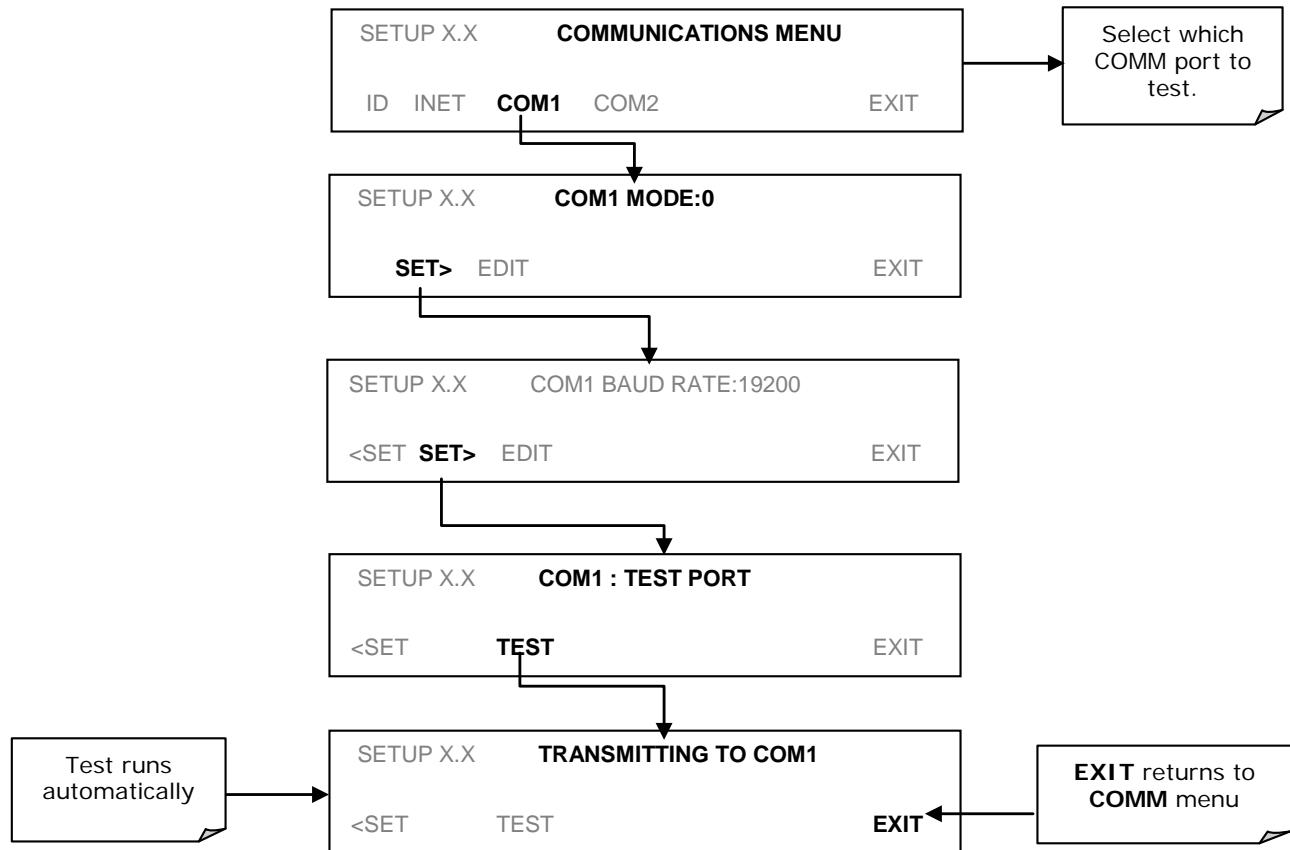 SETUP X.X COMMUNICATIONS MENU
ID INET COM1 COM2 EXIT
Select which
COMM port to
test.
SETUP X.X COM1 MODE:0
SET> EDIT EXIT
SETUP X.X COM1 BAUD RATE:19200
<SET SET> EDIT EXIT
SETUP X.X COM1 : TEST PORT
<SET TEST EXIT
Test runs
automatically
SETUP X.X TRANSMITTING TO COM1
<SET TEST EXIT
EXIT returns to
COMM menu